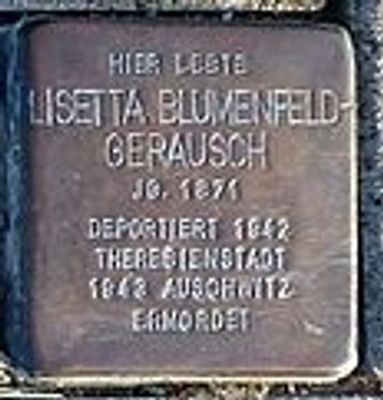 HIER LEBTE
LISETTA BLUMENFELD-
GERAUSCH
JG. 1871
DEPORTIERT 1942
THERESIENSTADT
1943 AUSCHWITZ
ERMORDET